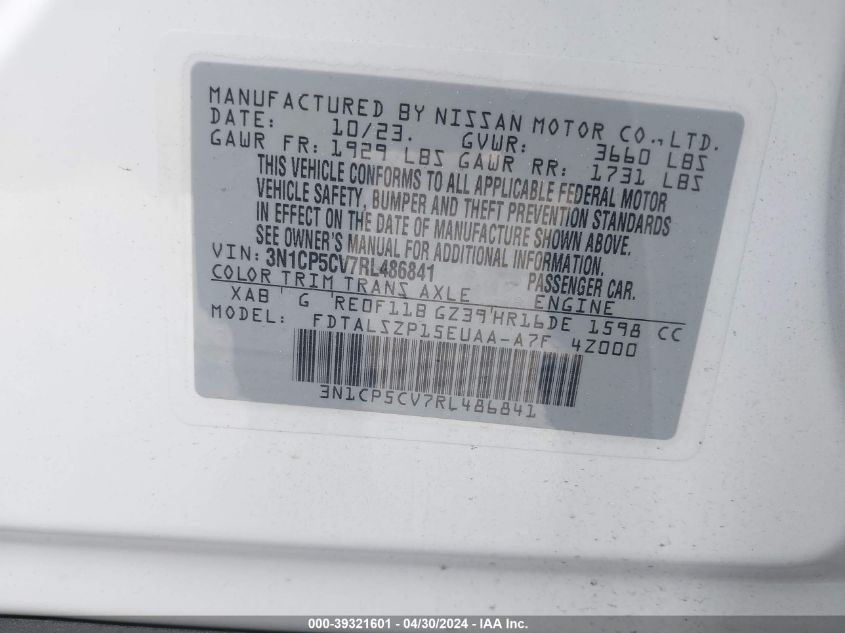 MANUFACTURED BY NISSAN MOTOR CO., LTD.
DATE: 10/23. GVWR: 3660 LBS
GAWR FR: 1929 LBS GAWR RR: 1731 LBS
THIS VEHICLE CONFORMS TO ALL APPLICABLE FEDERAL MOTOR
VEHICLE SAFETY, BUMPER AND THEFT PREVENTION STANDARDS
IN EFFECT ON THE DATE OF MANUFACTURE SHOWN ABOVE.
SEE OWNER'S MANUAL FOR ADDITIONAL INFORMATION.
VIN: 3N1CP5CV7RL486841 PASSENGER CAR.
COLOR TRIM TRANS AXLE ENGINE
XAB G RE0F11B GZ39 HR16DE 1598 CC
MODEL: FDTALSZP15EUAA-A7F 4Z000
3N1CP5CV7RL486841
000-39321601 - 04/30/2024 - IAA Inc.